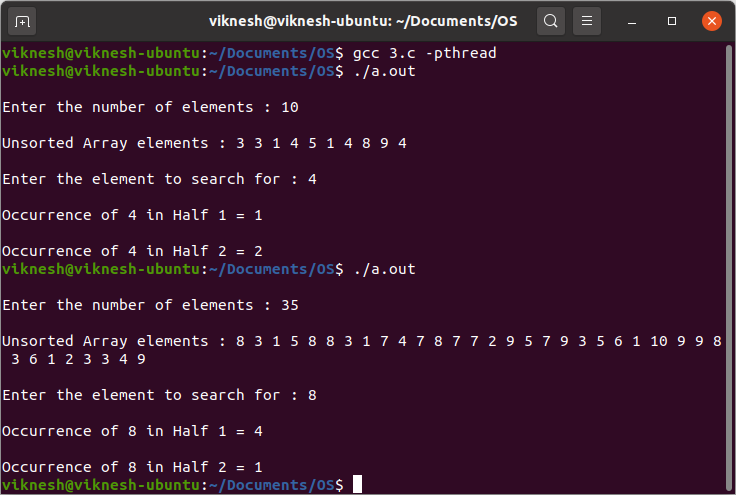 viknesh@viknesh-ubuntu: ~/Documents/OS
viknesh@viknesh-ubuntu:~/Documents/OS$ gcc 3.c -pthread
viknesh@viknesh-ubuntu:~/Documents/OS$ ./a.out
Enter the number of elements : 10
Unsorted Array elements : 3 3 1 4 5 1 4 8 9 4
Enter the element to search for : 4
Occurrence of 4 in Half 1 = 1
Occurrence of 4 in Half 2 = 2
viknesh@viknesh-ubuntu:~/Documents/OS$ ./a.out
Enter the number of elements : 35
Unsorted Array elements : 8 3 1 5 8 8 3 1 7 4 7 8 7 7 2 9 5 7 9 3 5 6 1 10 9 9 8
3 6 1 2 3 3 4 9
Enter the element to search for : 8
Occurrence of 8 in Half 1 = 4
Occurrence of 8 in Half 2 = 1
viknesh@viknesh-ubuntu:~/Documents/OS$